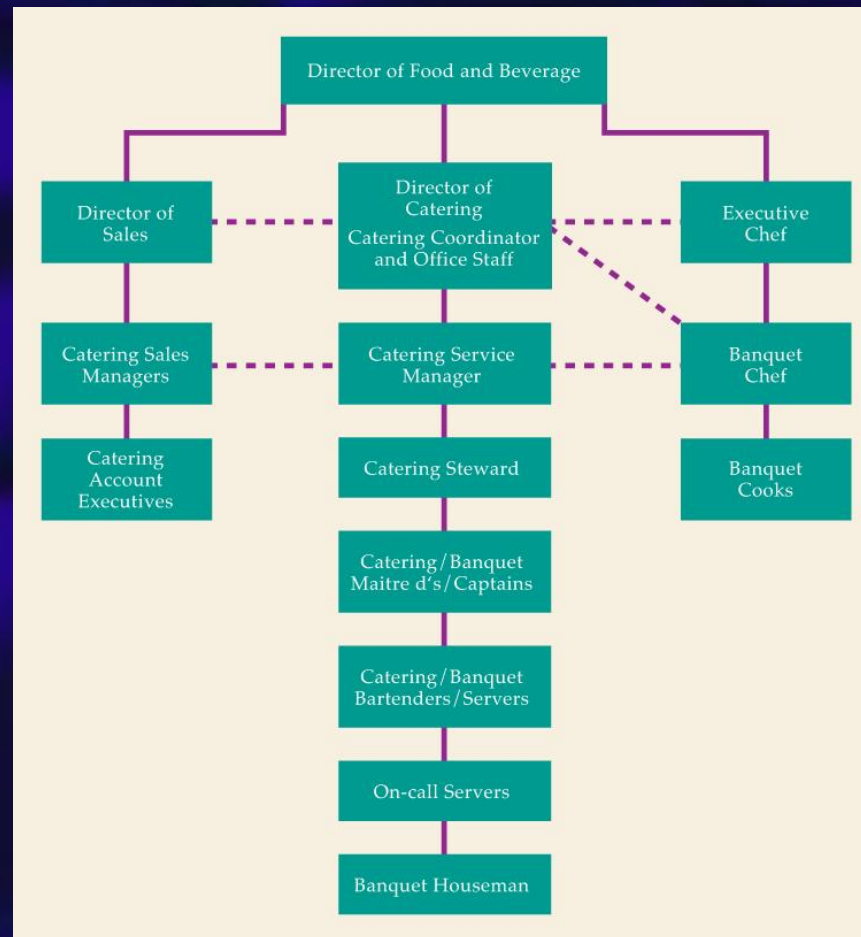 Director of Food and Beverage
Director of
Sales
Director of
Catering
Catering Coordinator
and Office Staff
Executive
Chef
Catering Sales
Managers
Catering Service
Manager
Banquet
Chef
Catering
Account
Executives
Catering Steward
Banquet
Cooks
Catering/Banquet
Maitre d‘s/Captains
Catering/Banquet
Bartenders/Servers
On-call Servers
Banquet Houseman